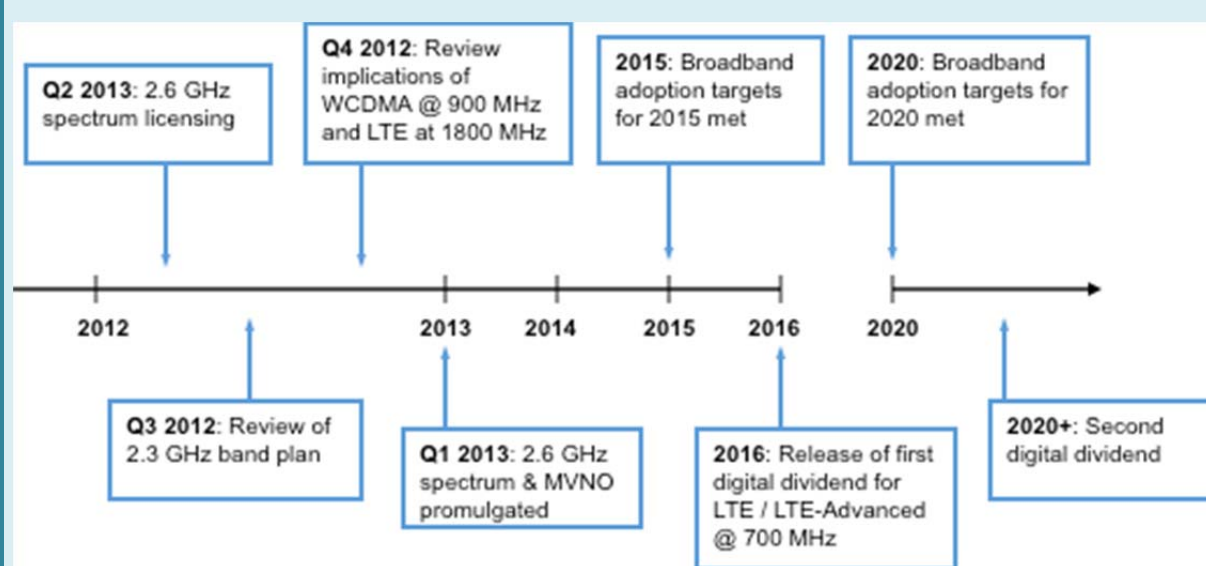 Q2 2013: 2.6 GHz
spectrum licensing
Q4 2012: Review
implications of
WCDMA @ 900 MHz
and LTE at 1800 MHz
2015: Broadband
adoption targets
for 2015 met
2020: Broadband
adoption targets for
2020 met
2012
2013
2014
2015
2016
2020
Q3 2012: Review of
2.3 GHz band plan
Q1 2013: 2.6 GHz
spectrum & MVNO
promulgated
2016: Release of first
digital dividend for
LTE / LTE-Advanced
@ 700 MHz
2020+: Second
digital dividend